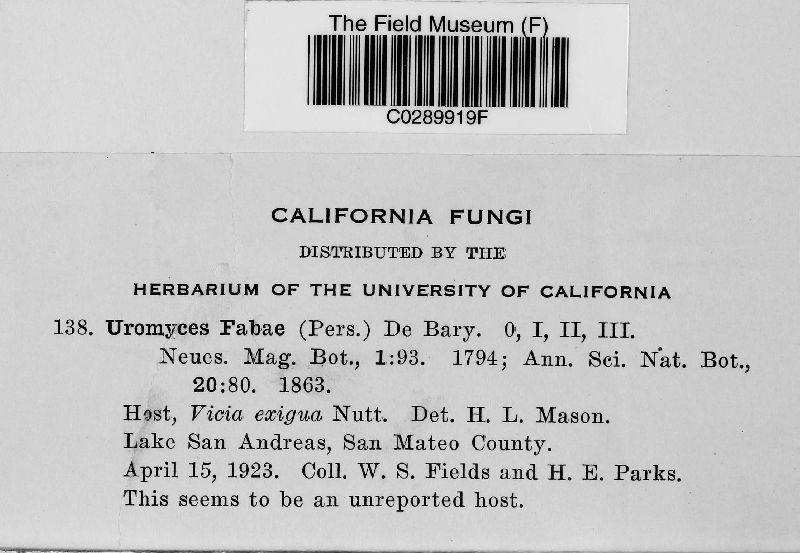 The Field Museum (F)
C0289919F
CALIFORNIA FUNGI
DISTRIBUTED BY THE
HERBARIUM OF THE UNIVERSITY OF CALIFORNIA
138. Uromyces Fabae (Pers.) De Bary. 0, I, II, III.
Neues. Mag. Bot., 1:93. 1794; Ann. Sci. Nat. Bot.,
20:80. 1863.
Host, Vicia exigua Nutt. Det. H. L. Mason.
Lake San Andreas, San Mateo County.
April 15, 1923. Coll. W. S. Fields and H. E. Parks.
This seems to be an unreported host.